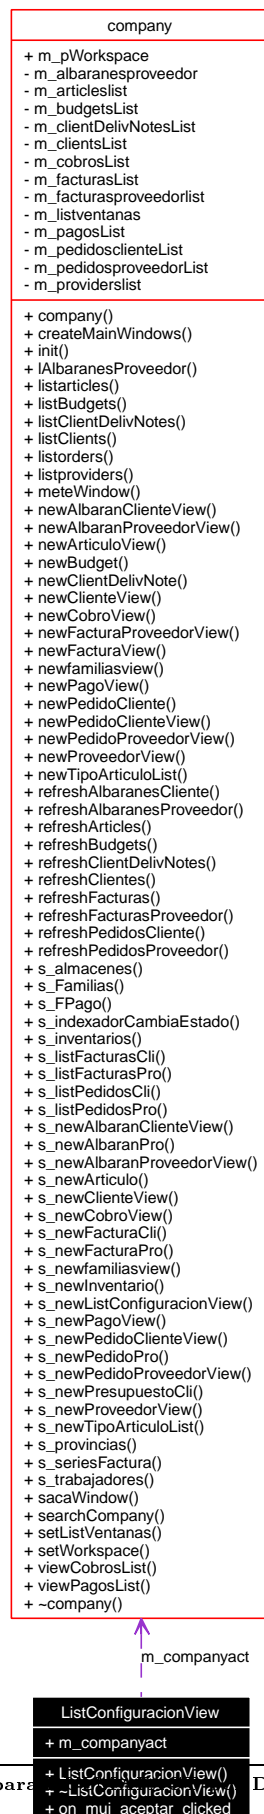 company
+ m_pWorkspace
- m_albaranesproveedor
- m_articleslist
- m_budgetsList
- m_clientDelivNotesList
- m_clientsList
- m_cobrosList
- m_facturasList
- m_facturasproveedorlist
- m_listventanas
- m_pagosList
- m_pedidosclienteList
- m_pedidosproveedorList
- m_providerslist
+ company()
+ createMainWindows()
+ init()
+ lAlbaranesProveedor()
+ listarticles()
+ listBudgets()
+ listClientDelivNotes()
+ listClients()
+ listorders()
+ listproviders()
+ meteWindow()
+ newAlbaranClienteView()
+ newAlbaranProveedorView()
+ newArticuloView()
+ newBudget()
+ newClientDelivNote()
+ newClienteView()
+ newCobroView()
+ newFacturaProveedorView()
+ newFacturaView()
+ newfamiliasview()
+ newPagoView()
+ newPedidoCliente()
+ newPedidoClienteView()
+ newPedidoProveedorView()
+ newProveedorView()
+ newTipoArticuloList()
+ refreshAlbaranesCliente()
+ refreshAlbaranesProveedor()
+ refreshArticles()
+ refreshBudgets()
+ refreshClientDelivNotes()
+ refreshClientes()
+ refreshFacturas()
+ refreshFacturasProveedor()
+ refreshPedidosCliente()
+ refreshPedidosProveedor()
+ s_almacenes()
+ s_Familias()
+ s_FPago()
+ s_indexadorCambiaEstado()
+ s_inventarios()
+ s_listFacturasCli()
+ s_listFacturasPro()
+ s_listPedidosCli()
+ s_listPedidosPro()
+ s_newAlbaranClienteView()
+ s_newAlbaranPro()
+ s_newAlbaranProveedorView()
+ s_newArticulo()
+ s_newClienteView()
+ s_newCobroView()
+ s_newFacturaCli()
+ s_newFacturaPro()
+ s_newfamiliasview()
+ s_newInventario()
+ s_newListConfiguracionView()
+ s_newPagoView()
+ s_newPedidoClienteView()
+ s_newPedidoPro()
+ s_newPedidoProveedorView()
+ s_newPresupuestoCli()
+ s_newProveedorView()
+ s_newTipoArticuloList()
+ s_provincias()
+ s_seriesFactura()
+ s_trabajadores()
+ sacaWindow()
+ searchCompany()
+ setListVentanas()
+ setWorkspace()
+ viewCobrosList()
+ viewPagosList()
+ ~company()
m_companyact
ListConfiguracionView
+ m_companyact
+ ListConfiguracionView()
+ ~ListConfiguracionView()
+ on_mui_aceptar_clicked